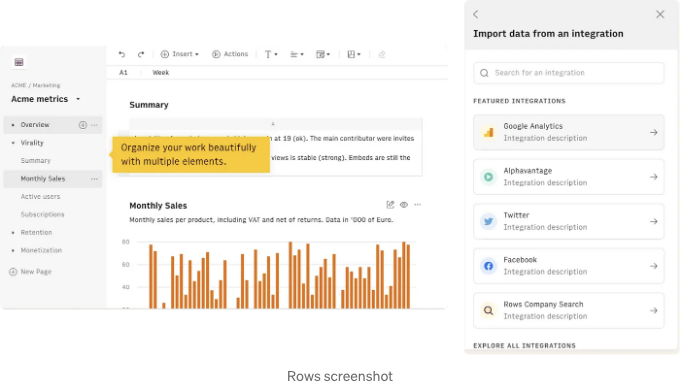 ACME / Marketing
Acme metrics
Overview
Virality
Summary
Monthly Sales
Active users
Subscriptions
Retention
Monetization
New Page
Insert
Actions
T
A1 Week
Summary
at 19 (ok). The main contributor were invites
views is stable (strong). Embeds are still the
Organize your work beautifully
with multiple elements.
Monthly Sales
Monthly sales per product, including VAT and net of returns. Data in '000 of Euro.
80
60
40
20
Import data from an integration
Search for an integration
FEATURED INTEGRATIONS
Google Analytics
Integration description
Alphavantage
Integration description
Twitter
Integration description
Facebook
Integration description
Rows Company Search
Integration description
EXPLORE ALL INTEGRATIONS
Rows screenshot